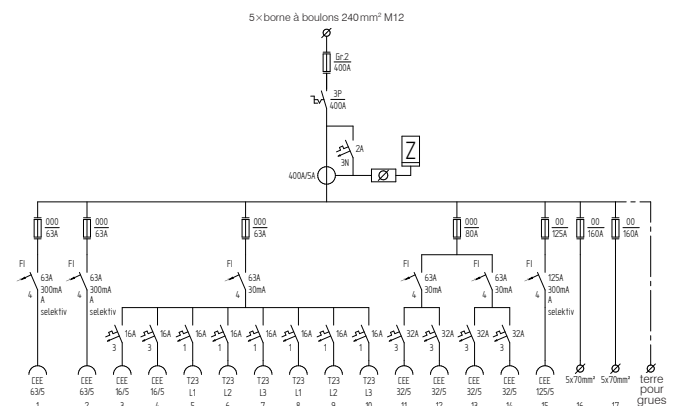 5×borne à boulons 240mm² M12
Gr.2
400A
3P
400A
2A
3N
Z
400A/5A
000 000 000 000 00 00 00
63A 63A 63A 80A 125A 160A 160A
FI FI FI FI FI FI
63A 63A 63A 63A 63A 125A
300mA 300mA 30mA 30mA 30mA 300mA
4 4 4 4 4 4
A A A
selektiv selektiv selektiv
16A 16A 16A 16A 16A 16A 16A 16A 32A 32A 32A 32A
3 3 1 1 1 1 1 1 3 3 3 3
CEE CEE CEE CEE T23 T23 T23 T23 T23 T23 CEE CEE CEE CEE CEE 5x70mm² 5x70mm² terre
63/5 63/5 16/5 16/5 L1 L2 L3 L1 L2 L3 32/5 32/5 32/5 32/5 125/5 pour
1 2 3 4 5 6 7 8 9 10 11 12 13 14 15 16 17 grues